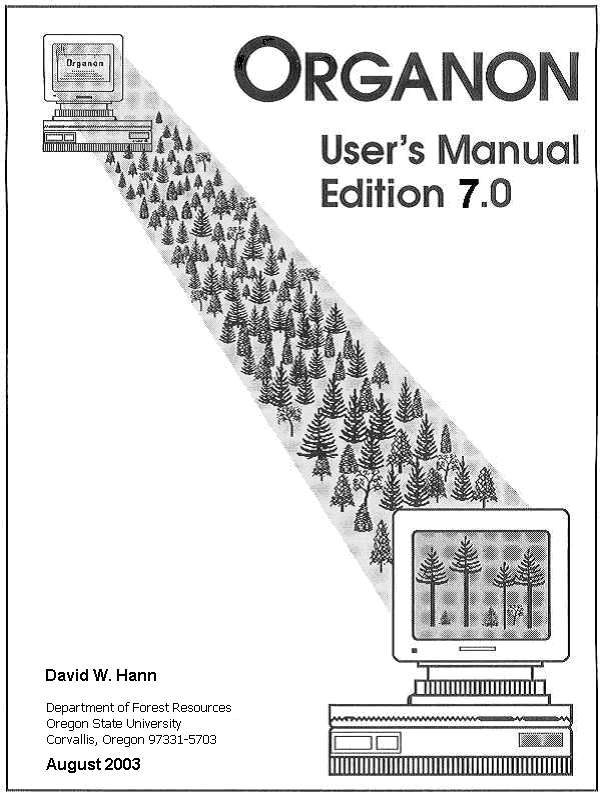 Organon
ORGANON
User's Manual
Edition 7.0
David W. Hann
Department of Forest Resources
Oregon State University
Corvallis, Oregon 97331-5703
August 2003